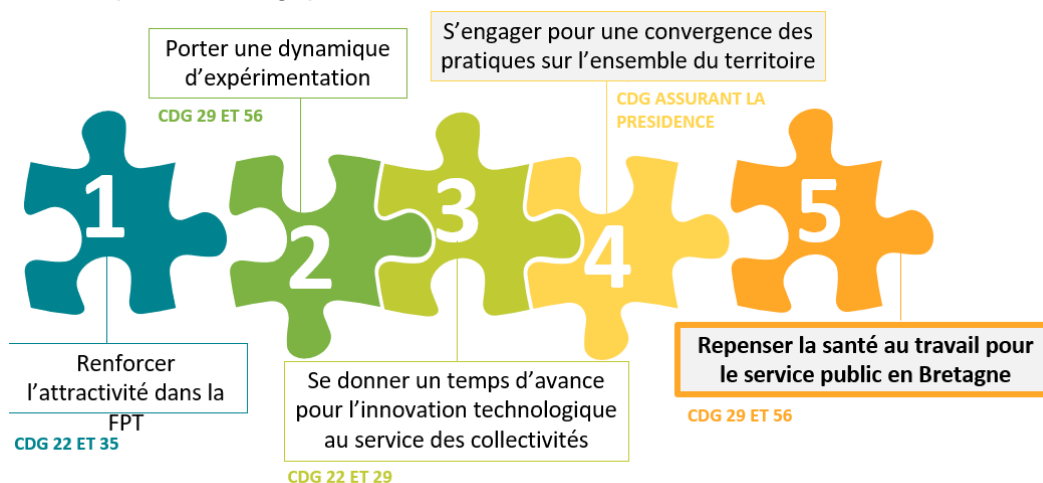 Porter une dynamique
d’expérimentation
CDG 29 ET 56
S’engager pour une convergence des
pratiques sur l’ensemble du territoire
CDG ASSURANT LA
PRESIDENCE
1
2
3
4
5
Renforcer
l’attractivité dans la
FPT
CDG 22 ET 35
Se donner un temps d’avance
pour l’innovation technologique
au service des collectivités
CDG 22 ET 29
Repenser la santé au travail pour
le service public en Bretagne
CDG 29 ET 56